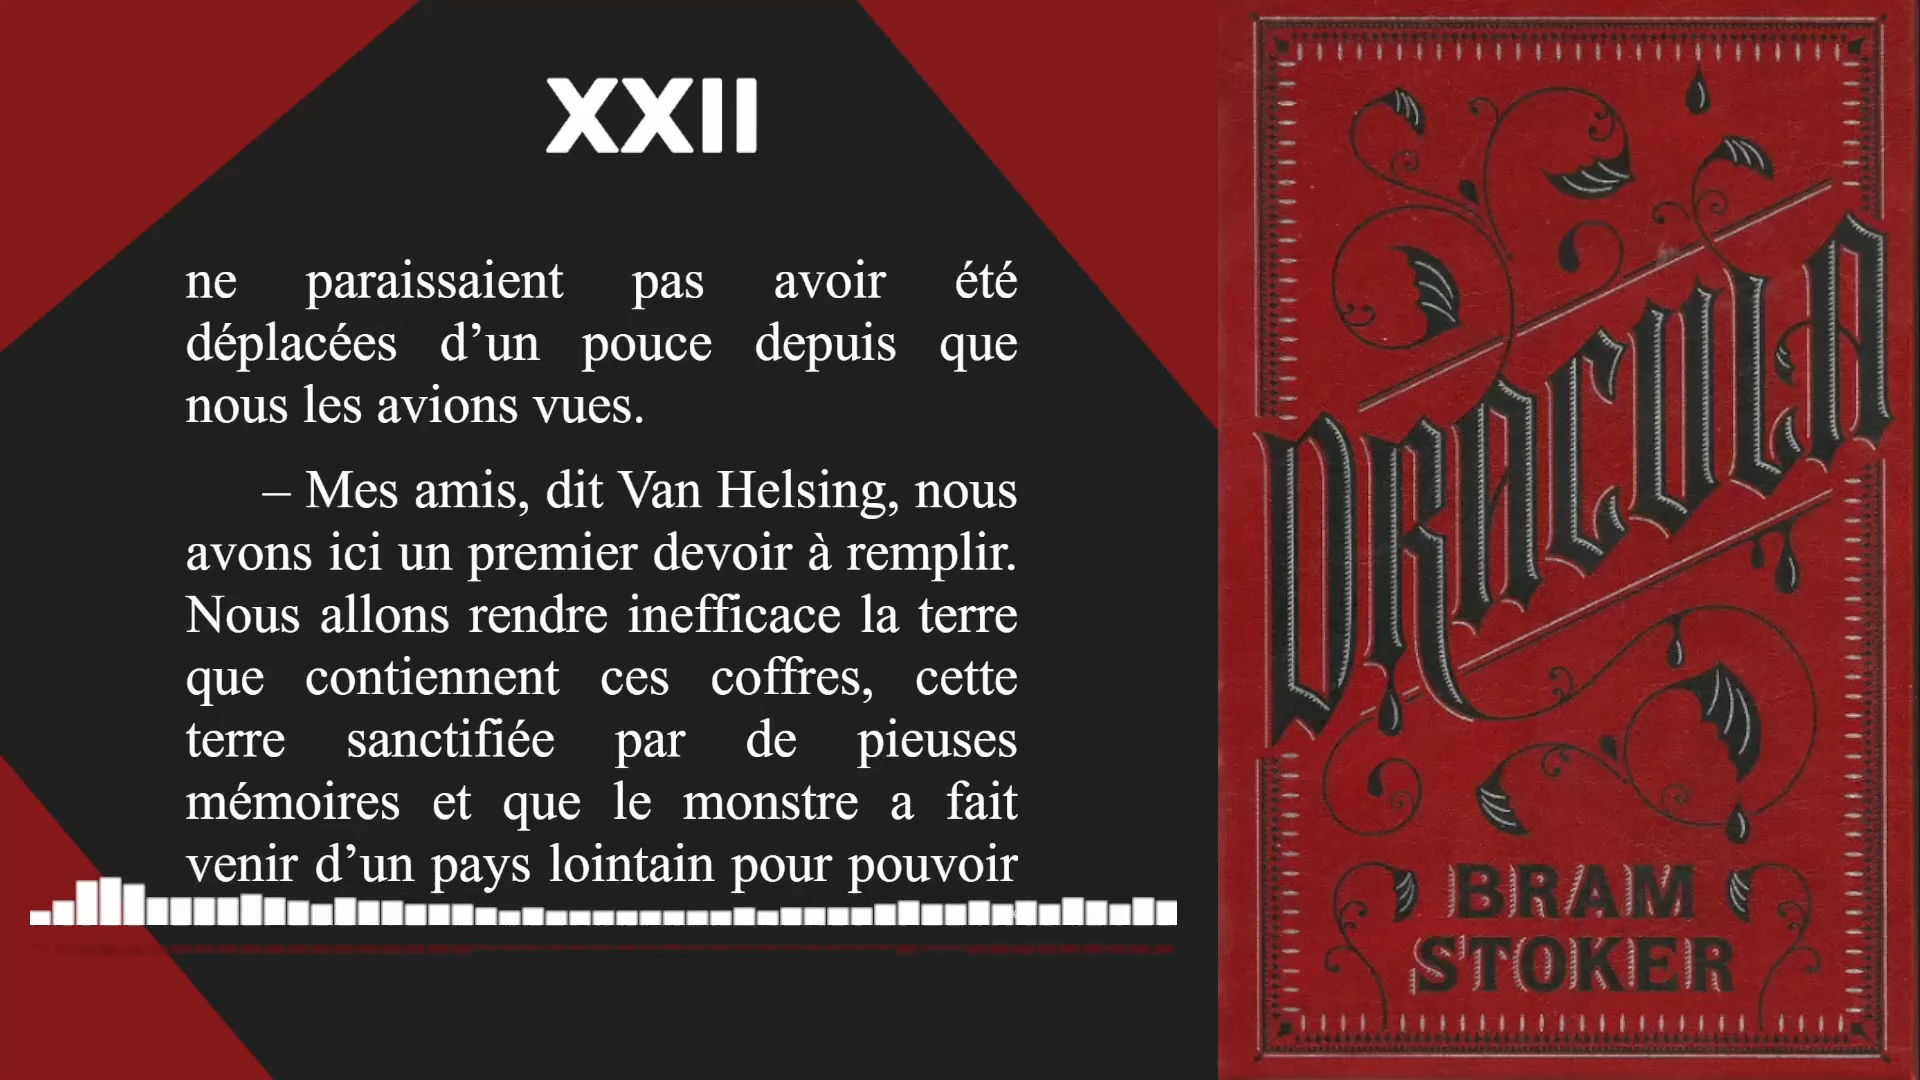 XXII
ne paraissaient pas avoir été
déplacées d’un pouce depuis que
nous les avions vues.
– Mes amis, dit Van Helsing, nous
avons ici un premier devoir à remplir.
Nous allons rendre inefficace la terre
que contiennent ces coffres, cette
terre sanctifiée par de pieuses
mémoires et que le monstre a fait
venir d’un pays lointain pour pouvoir
DRACULA
BRAM
STOKER